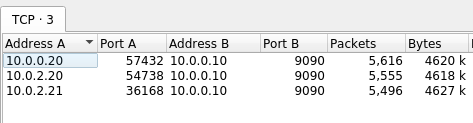 TCP · 3
Address A Port A Address B Port B Packets Bytes
10.0.0.20 57432 10.0.0.10 9090 5,616 4620 k
10.0.2.20 54738 10.0.0.10 9090 5,555 4618 k
10.0.2.21 36168 10.0.0.10 9090 5,496 4627 k